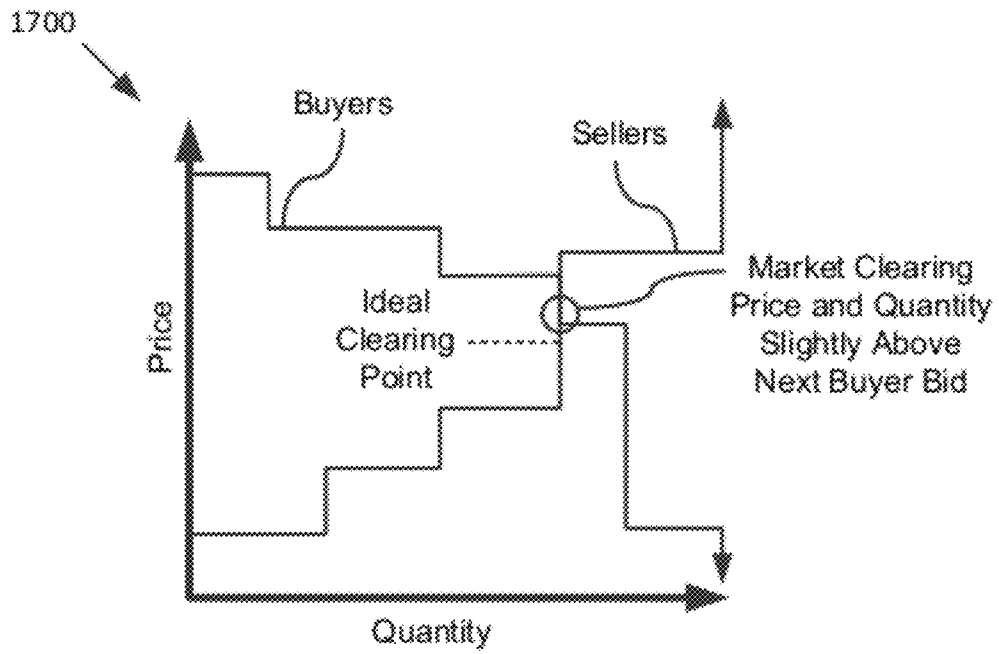 1700
Buyers
Sellers
Ideal
Clearing
Point
Market Clearing
Price and Quantity
Slightly Above
Next Buyer Bid
Price
Quantity